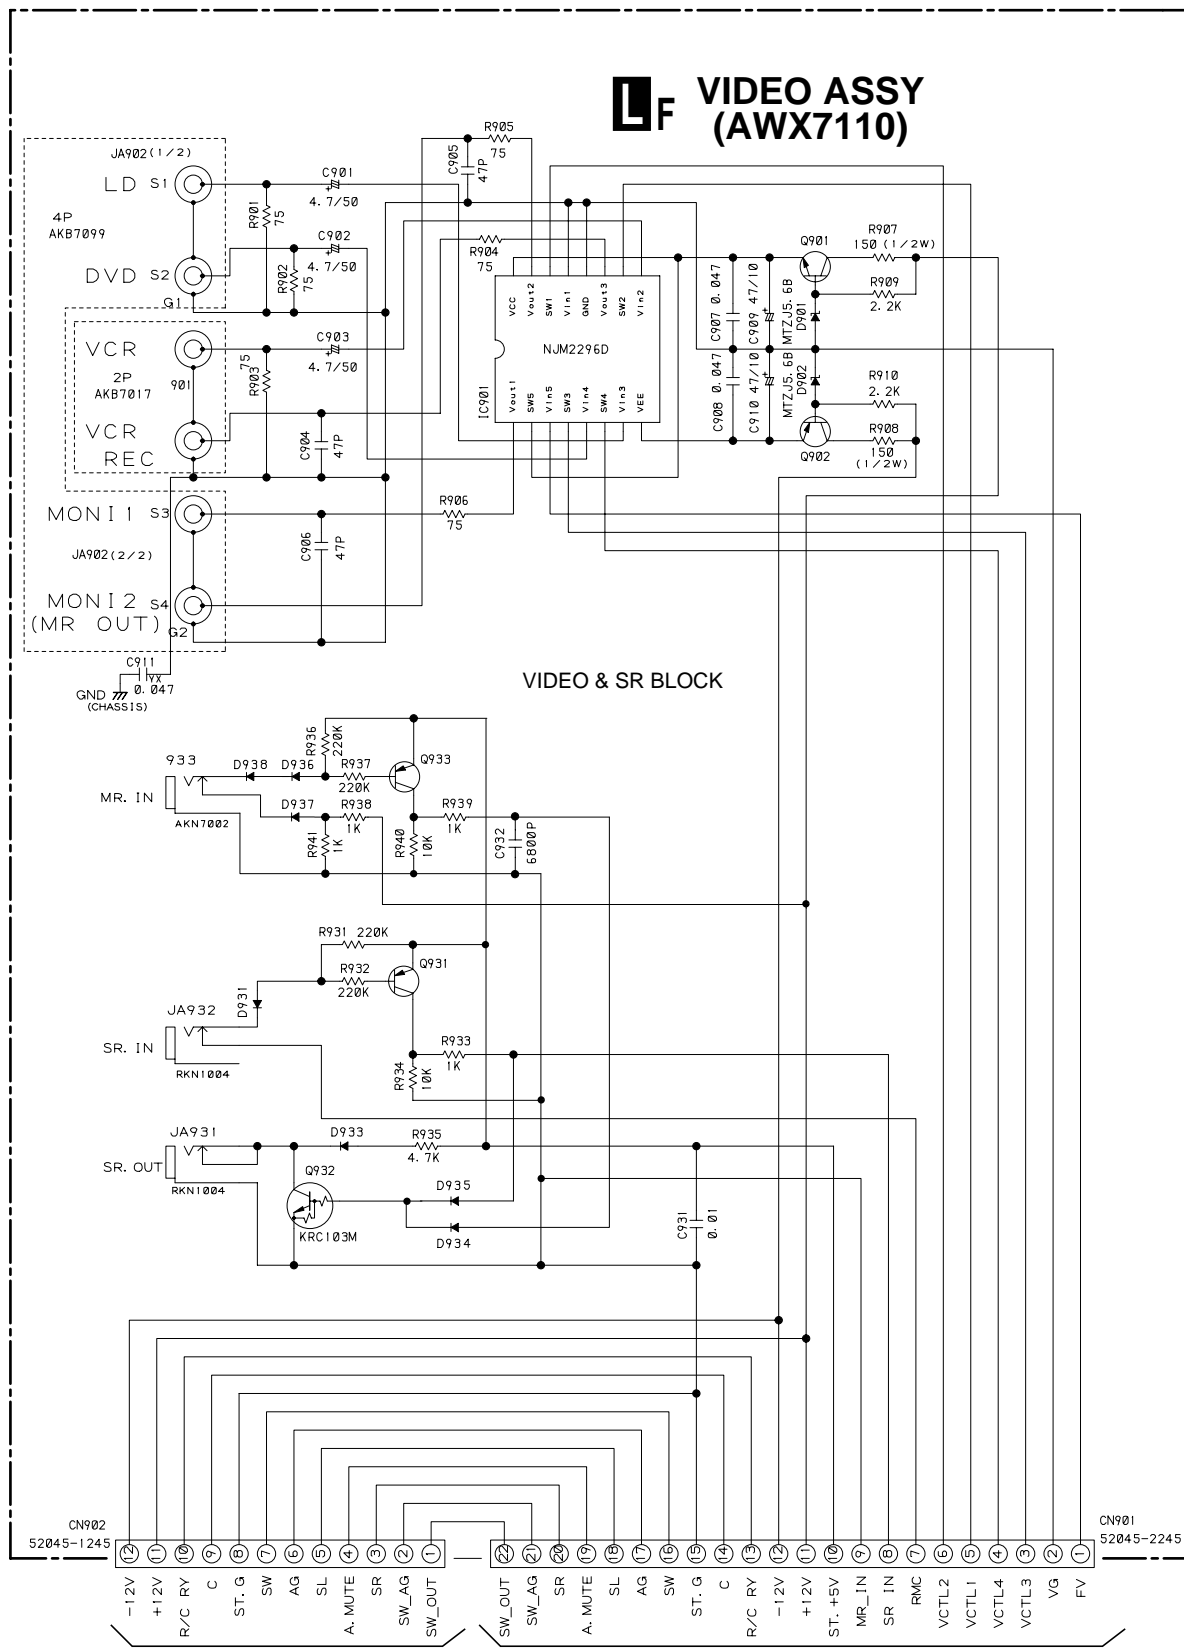 L F VIDEO ASSY
(AWX7110)
JA902(1/2)
LD S1
4P
AKB7099
DVD S2
G1
VCR
2P
AKB7017
901
VCR
REC
MONI1 S3
JA902(2/2)
MONI2 S4
(MR OUT)
G2
C911
YX
0.047
GND
(CHASSIS)
R901
75
C901
4.7/50
R902
75
C902
4.7/50
R903
75
C903
4.7/50
C904
47P
C905
47P
R905
75
R904
75
C906
47P
R906
75
VCC
Vout2
SW1
Vin1
GND
Vout3
SW2
Vin2
NJM2296D
IC901
Vout1
SW5
Vin5
SW3
Vin4
SW4
Vin3
VEE
C907 0.047
C909 47/10
MTZJ5.6B
D901
C908 0.047
C910 47/10
MTZJ5.6B
D902
Q901
R907
150 (1/2W)
R909
2.2K
R910
2.2K
R908
150
(1/2W)
Q902
VIDEO & SR BLOCK
933
MR. IN
AKN7002
D938
D936
R936
220K
R937
220K
Q933
D937
R938
1K
R941
1K
R940
10K
R939
1K
C932
6800P
R931 220K
R932
220K
Q931
D931
JA932
SR. IN
RKN1004
R933
1K
R934
10K
JA931
SR. OUT
RKN1004
D933
R935
4.7K
Q932
KRC103M
D935
D934
C931
0.01
CN902
52045-1245
12 11 10 9 8 7 6 5 4 3 2 1
-12V
+12V
R/C RY
C
ST. G
SW
AG
SL
A. MUTE
SR
SW_AG
SW_OUT
CN901
52045-2245
22 21 20 19 18 17 16 15 14 13 12 11 10 9 8 7 6 5 4 3 2 1
SW_OUT
SW_AG
SR
A. MUTE
SL
AG
SW
ST. G
C
R/C RY
-12V
+12V
ST. +5V
MR_IN
SR IN
RMC
VCTL2
VCTL1
VCTL4
VCTL3
VG
FV